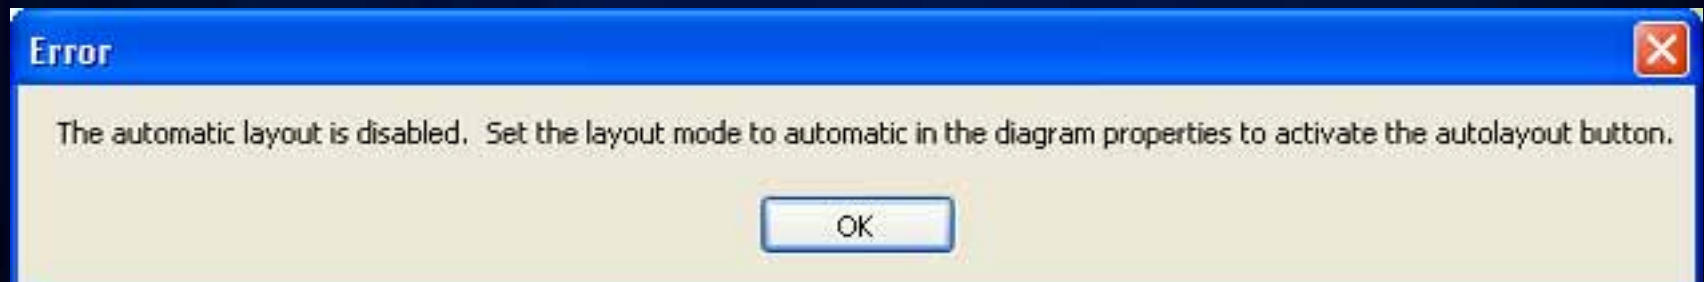 Error
The automatic layout is disabled.  Set the layout mode to automatic in the diagram properties to activate the autolayout button.
OK